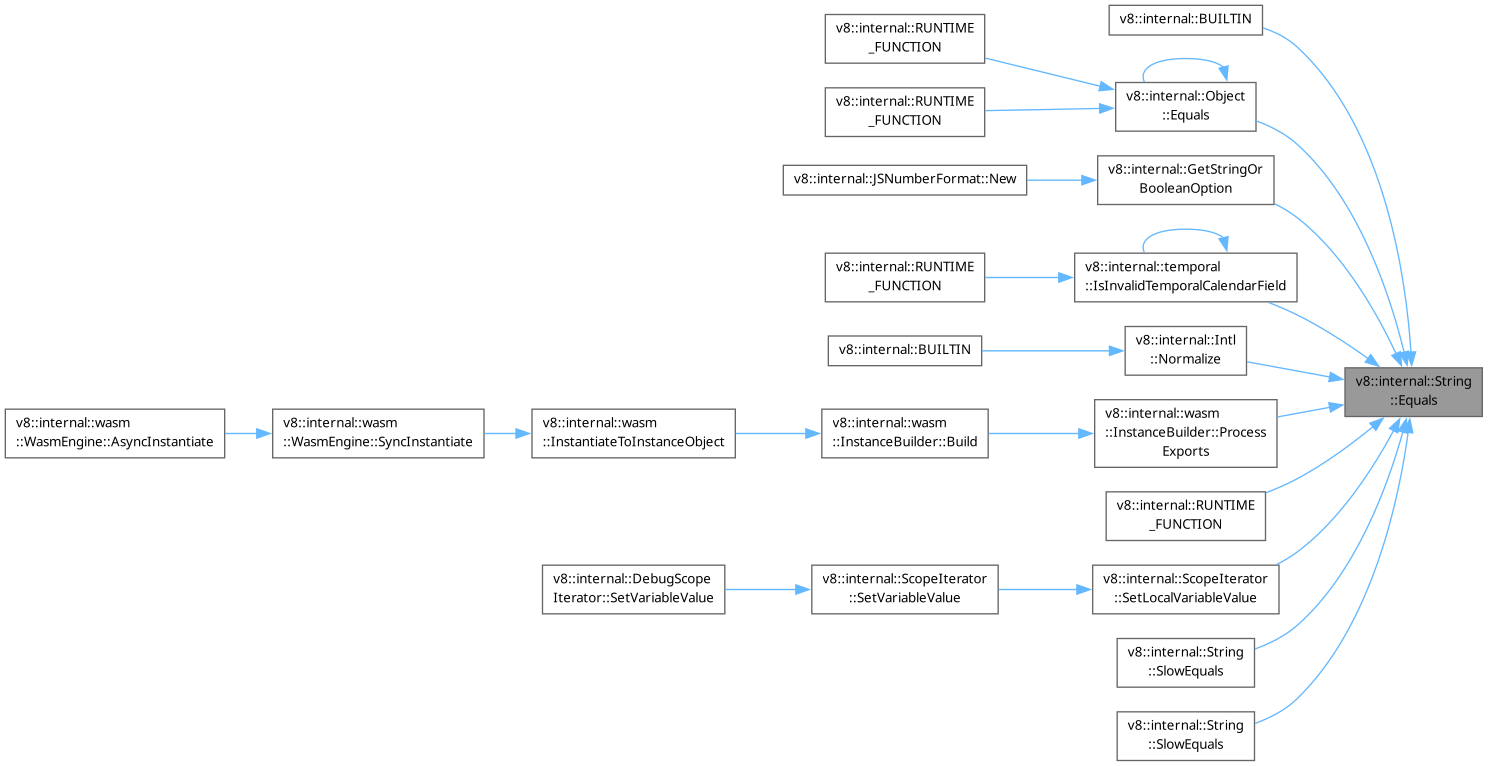 v8::internal::BUILTIN
v8::internal::RUNTIME
_FUNCTION
v8::internal::Object
::Equals
v8::internal::RUNTIME
_FUNCTION
v8::internal::GetStringOr
BooleanOption
v8::internal::JSNumberFormat::New
v8::internal::temporal
::IsInvalidTemporalCalendarField
v8::internal::RUNTIME
_FUNCTION
v8::internal::Intl
::Normalize
v8::internal::BUILTIN
v8::internal::String
::Equals
v8::internal::wasm
::WasmEngine::AsyncInstantiate
v8::internal::wasm
::WasmEngine::SyncInstantiate
v8::internal::wasm
::InstantiateToInstanceObject
v8::internal::wasm
::InstanceBuilder::Build
v8::internal::wasm
::InstanceBuilder::Process
Exports
v8::internal::RUNTIME
_FUNCTION
v8::internal::DebugScope
Iterator::SetVariableValue
v8::internal::ScopeIterator
::SetVariableValue
v8::internal::ScopeIterator
::SetLocalVariableValue
v8::internal::String
::SlowEquals
v8::internal::String
::SlowEquals